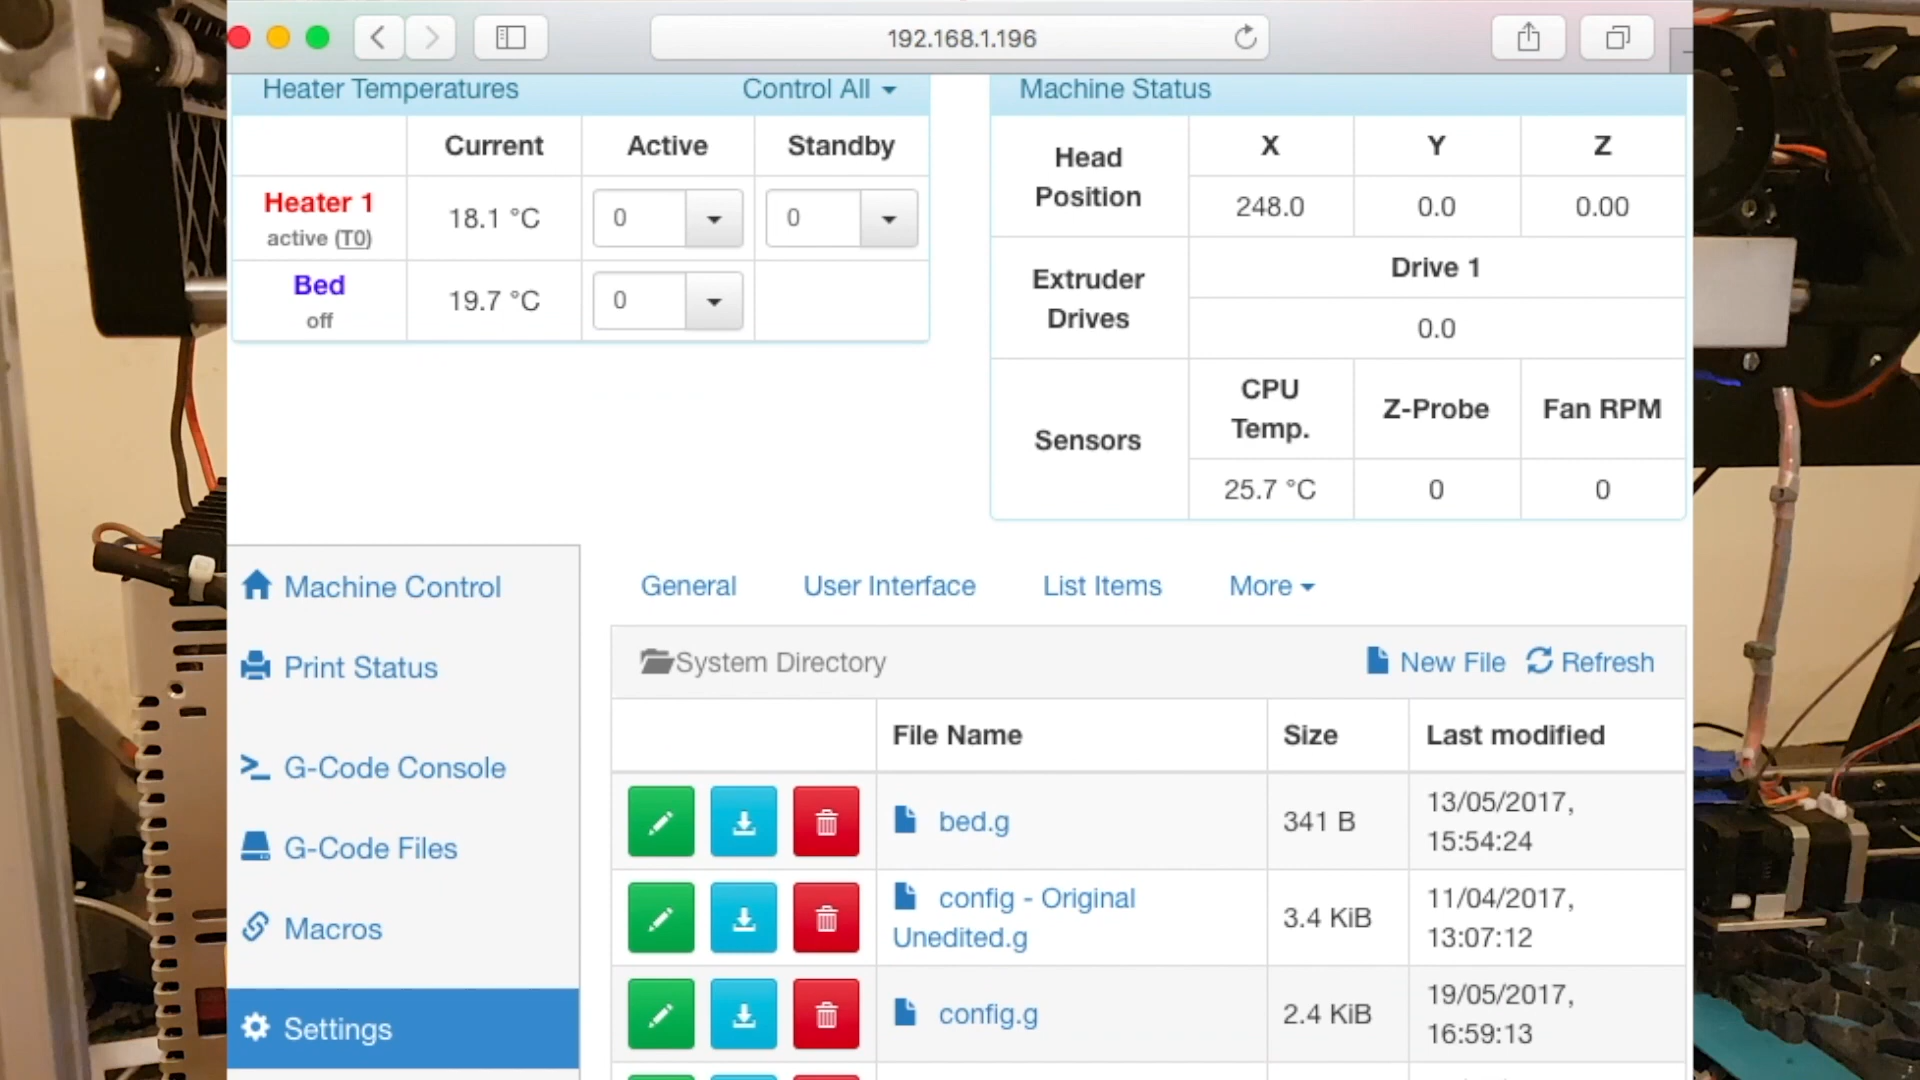 192.168.1.196
Heater Temperatures
Control All
Current
Active
Standby
Heater 1
active (T0)
18.1 °C
0
0
Bed
off
19.7 °C
0
Machine Status
Head
Position
X
Y
Z
248.0
0.0
0.00
Extruder
Drives
Drive 1
0.0
Sensors
CPU
Temp.
Z-Probe
Fan RPM
25.7 °C
0
0
Machine Control
Print Status
G-Code Console
G-Code Files
Macros
Settings
General
User Interface
List Items
More
System Directory
New File
Refresh
File Name
Size
Last modified
bed.g
341 B
13/05/2017,
15:54:24
config - Original
Unedited.g
3.4 KiB
11/04/2017,
13:07:12
config.g
2.4 KiB
19/05/2017,
16:59:13